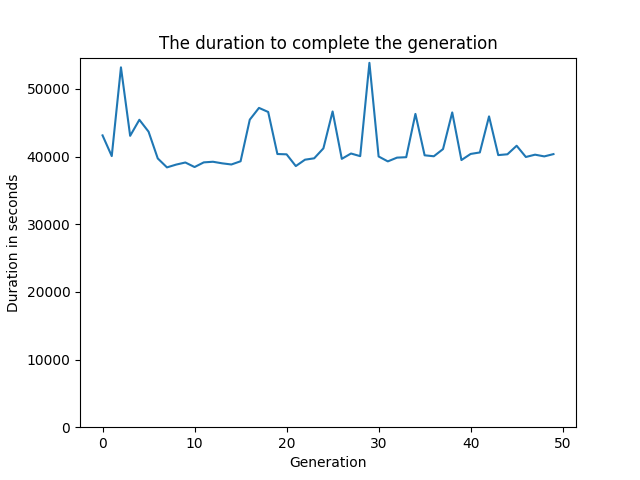 The duration to complete the generation
Duration in seconds
50000
40000
30000
20000
10000
0
0 10 20 30 40 50
Generation